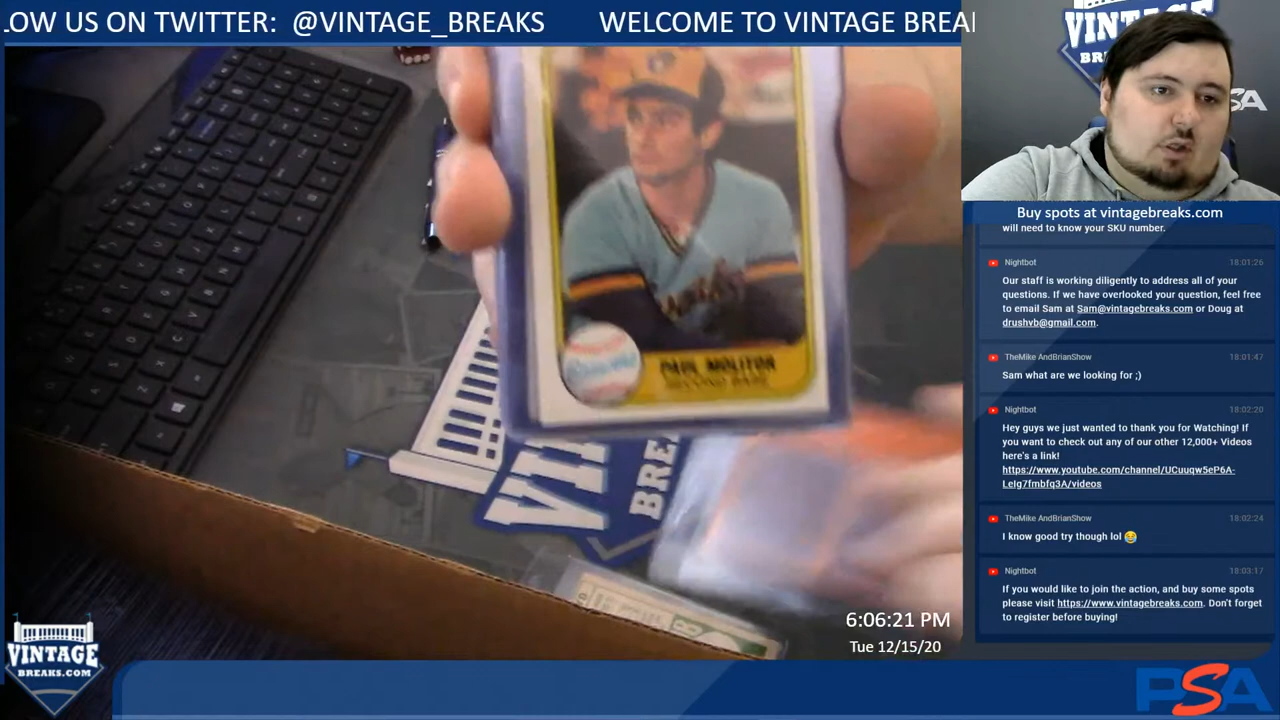 LOW US ON TWITTER: @VINTAGE_BREAKS WELCOME TO VINTAGE BREA
VINTAGE
BREAKS
SA
PAUL MOLITOR
SECOND BASE
VIN
BREA
Buy spots at vintagebreaks.com
will need to know your SKU number.
Nightbot 18:01:26
Our staff is working diligently to address all of your
questions. If we have overlooked your question, feel free
to email Sam at Sam@vintagebreaks.com or Doug at
drushvb@gmail.com.
TheMike AndBrianShow 18:01:47
Sam what are we looking for ;)
Nightbot 18:02:20
Hey guys we just wanted to thank you for Watching! If
you want to check out any of our other 12,000+ Videos
here's a link!
https://www.youtube.com/channel/UCuuqw5eP6A-
LeIg7fmbfq3A/videos
TheMike AndBrianShow 18:02:24
I know good try though lol 😂
Nightbot 18:03:17
If you would like to join the action, and buy some spots
please visit https://www.vintagebreaks.com. Don't forget
to register before buying!
6:06:21 PM
Tue 12/15/20
VINTAGE
BREAKS.COM
PSA